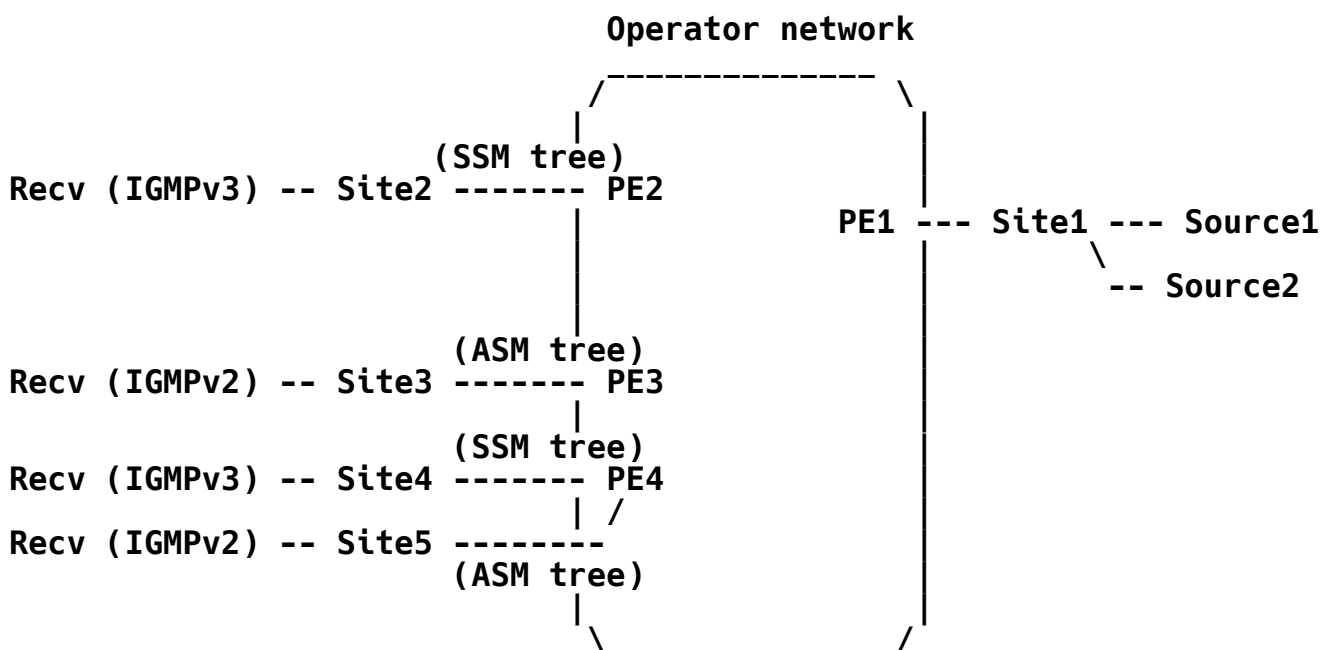 Operator network
(SSM tree)
Recv (IGMPv3) -- Site2 ------- PE2
PE1 --- Site1 --- Source1
-- Source2
(ASM tree)
Recv (IGMPv2) -- Site3 ------- PE3
(SSM tree)
Recv (IGMPv3) -- Site4 ------- PE4
Recv (IGMPv2) -- Site5 --------
(ASM tree)